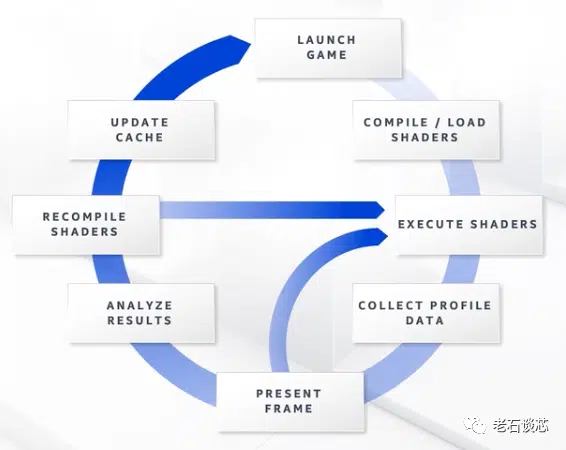 LAUNCH
GAME
UPDATE
CACHE
COMPILE / LOAD
SHADERS
RECOMPILE
SHADERS
EXECUTE SHADERS
ANALYZE
RESULTS
COLLECT PROFILE
DATA
PRESENT
FRAME
老石谈芯